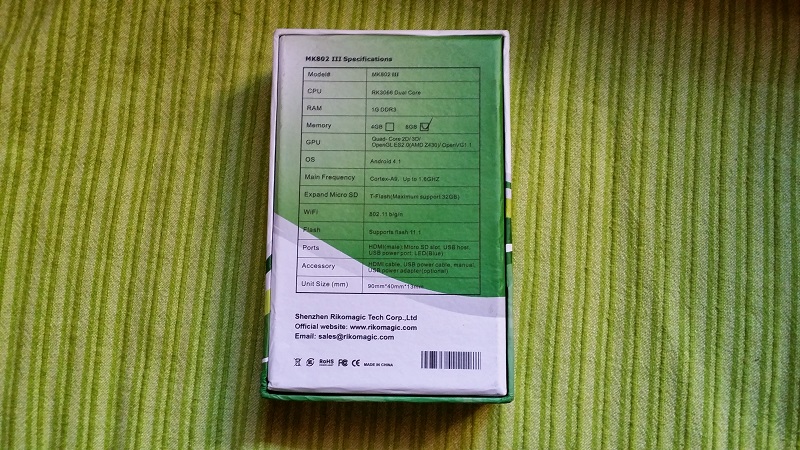 MK802 III Specifications
Model# MK802 III
CPU RK3066 Dual Core
RAM 1G DDR3
Memory 4GB 8GB
GPU Quad- Core 2D/ 3D/
OpenGL ES2.0(AMD Z430)/ OpenVG1.1
OS Android 4.1
Main Frequency Cortex-A9, Up to 1.6GHZ
Expand Micro SD T-Flash(Maximum support 32GB)
WiFi 802.11 b/g/n
Flash Supports flash 11.1
Ports HDMI(male),Micro SD slot, USB host,
USB power print, LED(Blue)
Accessory HDMI cable, USB power cable, manual,
USB power adapter(optional)
Unit Size (mm) 90mm*40mm*13mm
Shenzhen Rikomagic Tech Corp.,Ltd
Official website: www.rikomagic.com
Email: sales@rikomagic.com
RoHS FC CE MADE IN CHINA